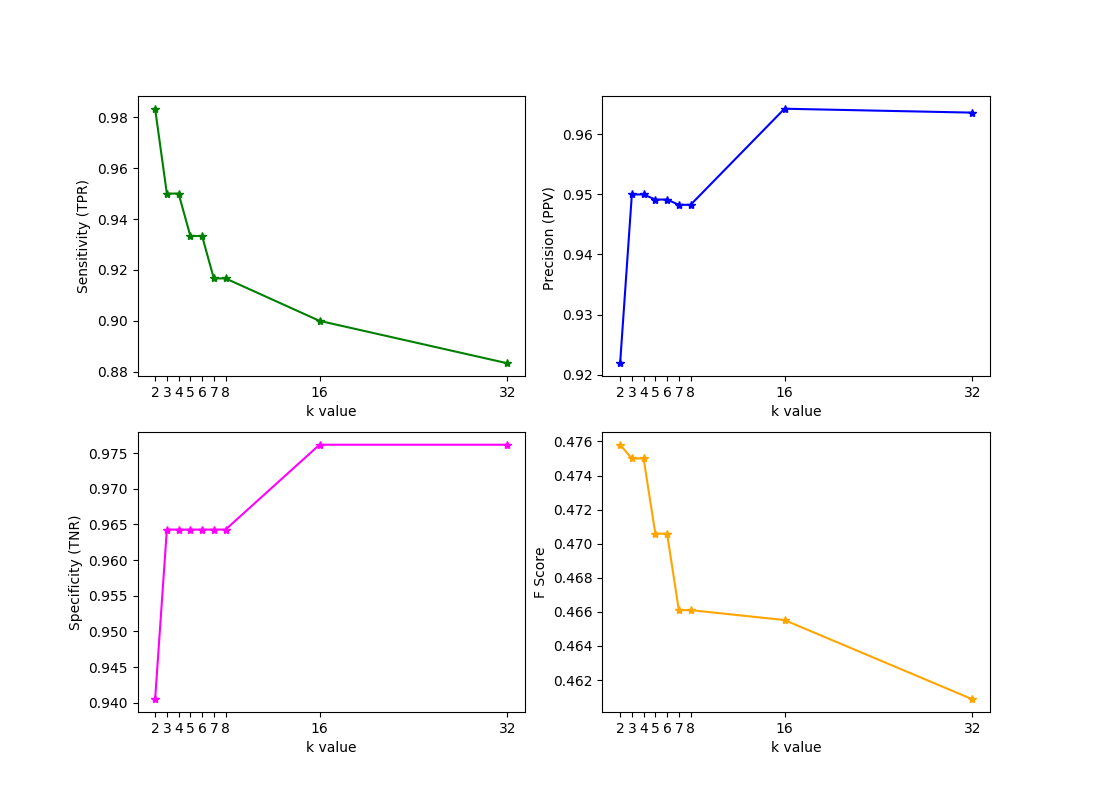 0.98
0.96
0.94
0.92
0.90
0.88
Sensitivity (TPR)
2 3 4 5 6 7 8 16 32
k value
0.96
0.95
0.94
0.93
0.92
Precision (PPV)
2 3 4 5 6 7 8 16 32
k value
0.975
0.970
0.965
0.960
0.955
0.950
0.945
0.940
Specificity (TNR)
2 3 4 5 6 7 8 16 32
k value
0.476
0.474
0.472
0.470
0.468
0.466
0.464
0.462
F Score
2 3 4 5 6 7 8 16 32
k value